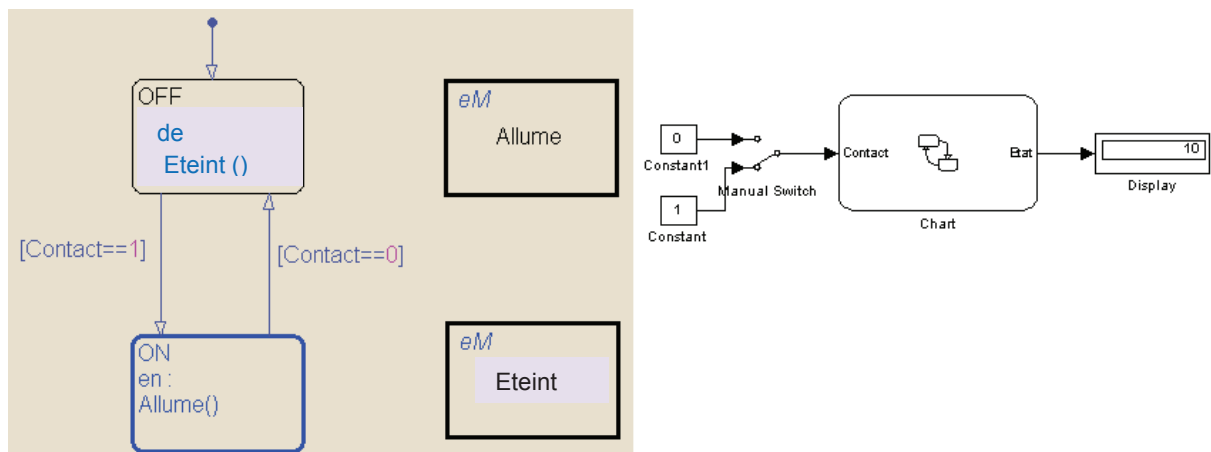 OFF
de
Eteint ()
eM
Allume
[Contact==1]
[Contact==0]
ON
en :
Allume()
eM
Eteint
0
Constant1
1
Constant
Manual Switch
Contact
Etat
Chart
10
Display